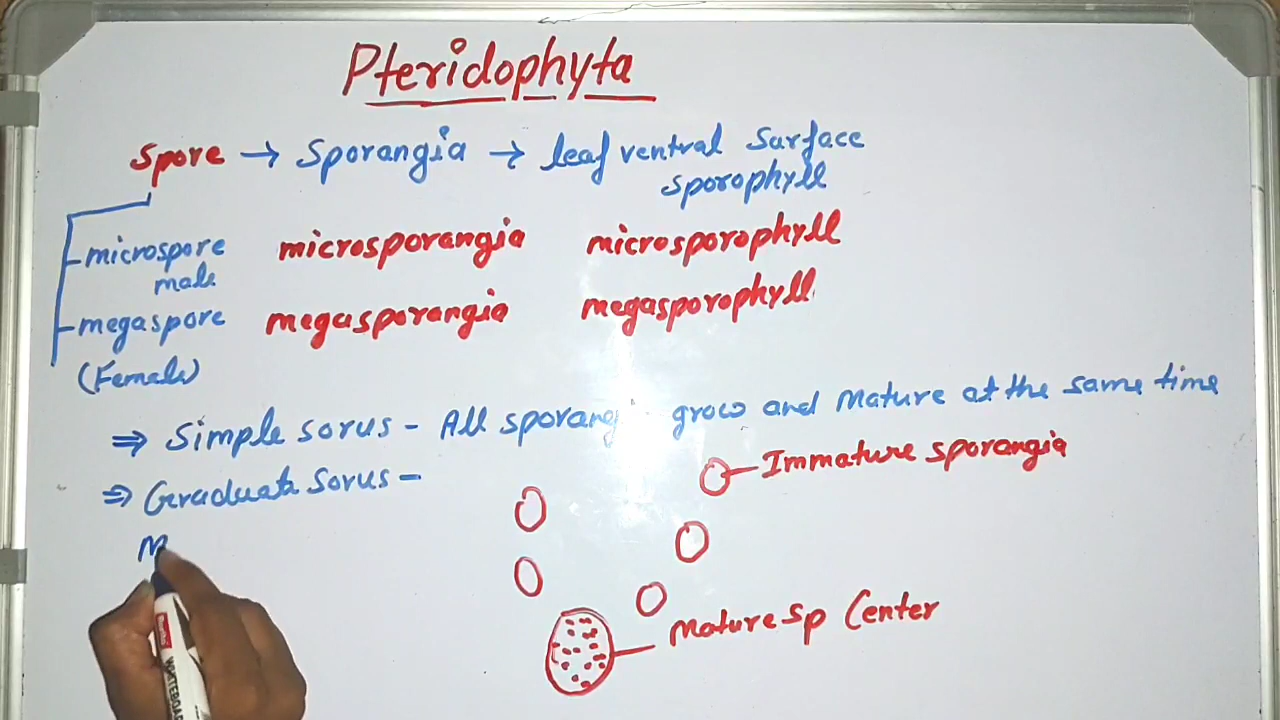 Pteridophyta
Spore → Sporangia → leaf ventral surface
sporophyll
microspore microsporangia microsporophyll
male
megaspore megasporangia megasporophyll
(Female)
⇒ Simple sorus - All sporang grow and Mature at the same time
Immature sporangia
⇒ Graduata sorus -
M
Mature sp Center